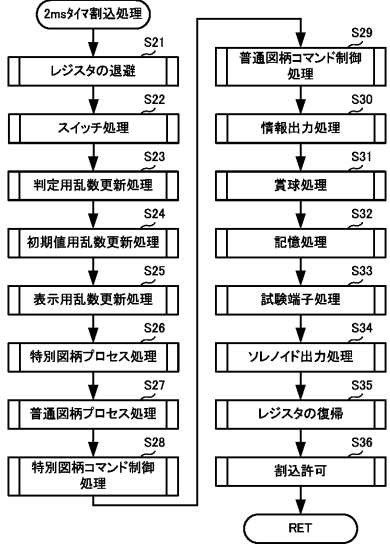 2msタイマ割込処理
S21
レジスタの退避
S22
スイッチ処理
S23
判定用乱数更新処理
S24
初期値用乱数更新処理
S25
表示用乱数更新処理
S26
特別図柄プロセス処理
S27
普通図柄プロセス処理
S28
特別図柄コマンド制御
処理
S29
普通図柄コマンド制御
処理
S30
情報出力処理
S31
賞球処理
S32
記憶処理
S33
試験端子処理
S34
ソレノイド出力処理
S35
レジスタの復帰
S36
割込許可
RET